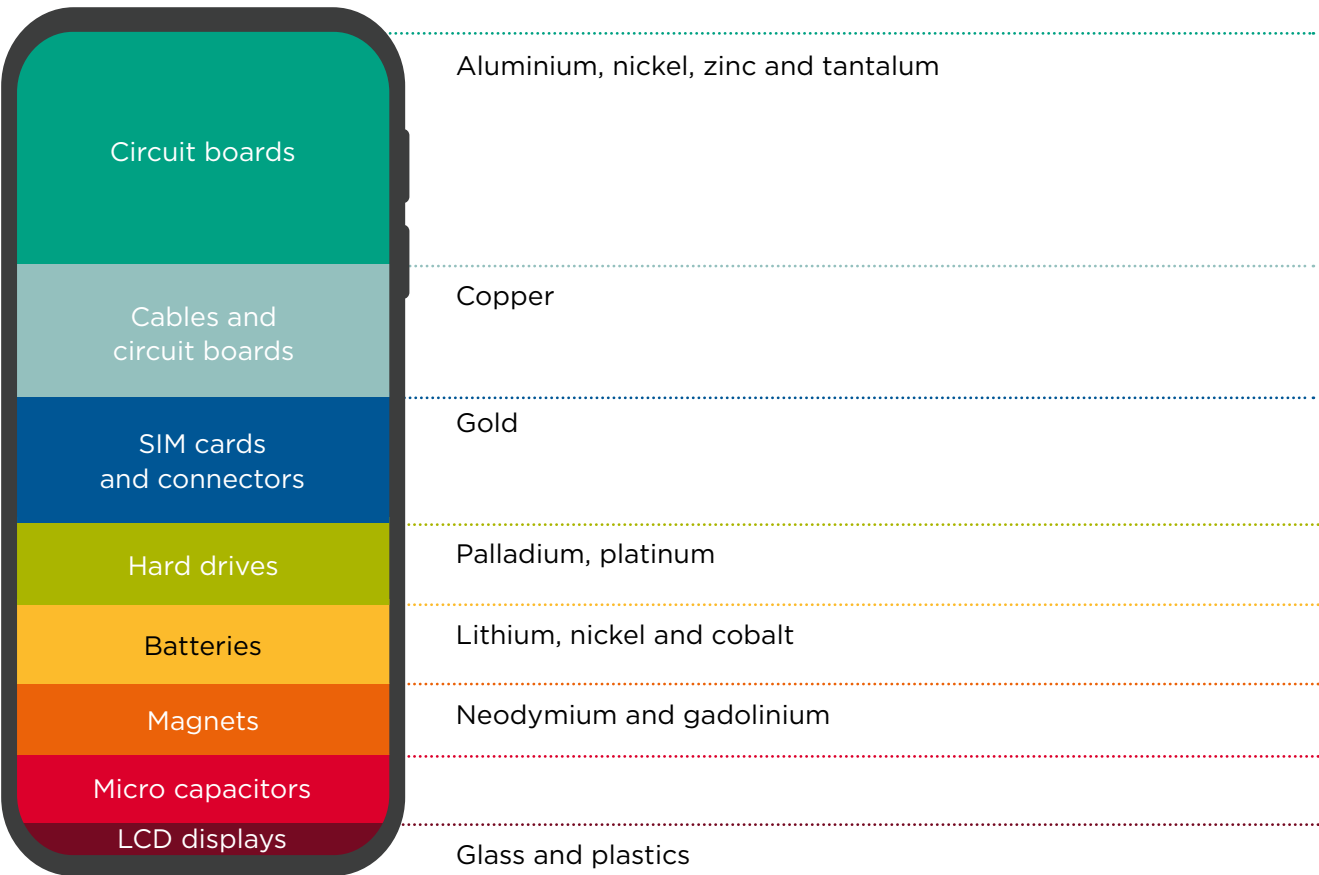 Aluminium, nickel, zinc and tantalum
Circuit boards
Copper
Cables and
circuit boards
Gold
SIM cards
and connectors
Palladium, platinum
Hard drives
Lithium, nickel and cobalt
Batteries
Neodymium and gadolinium
Magnets
Micro capacitors
LCD displays
Glass and plastics